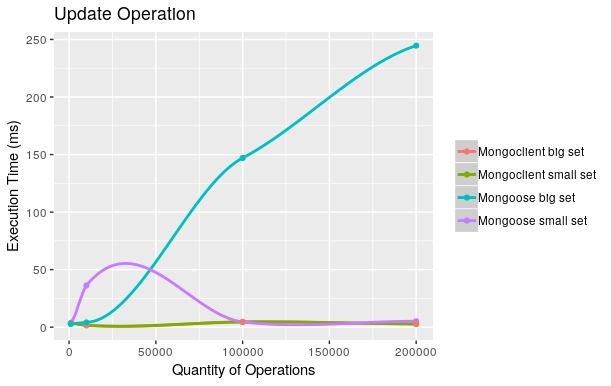 Update Operation
Execution Time (ms)
250
200
150
100
50
0
0 50000 100000 150000 200000
Quantity of Operations
Mongoclient big set
Mongoclient small set
Mongoose big set
Mongoose small set